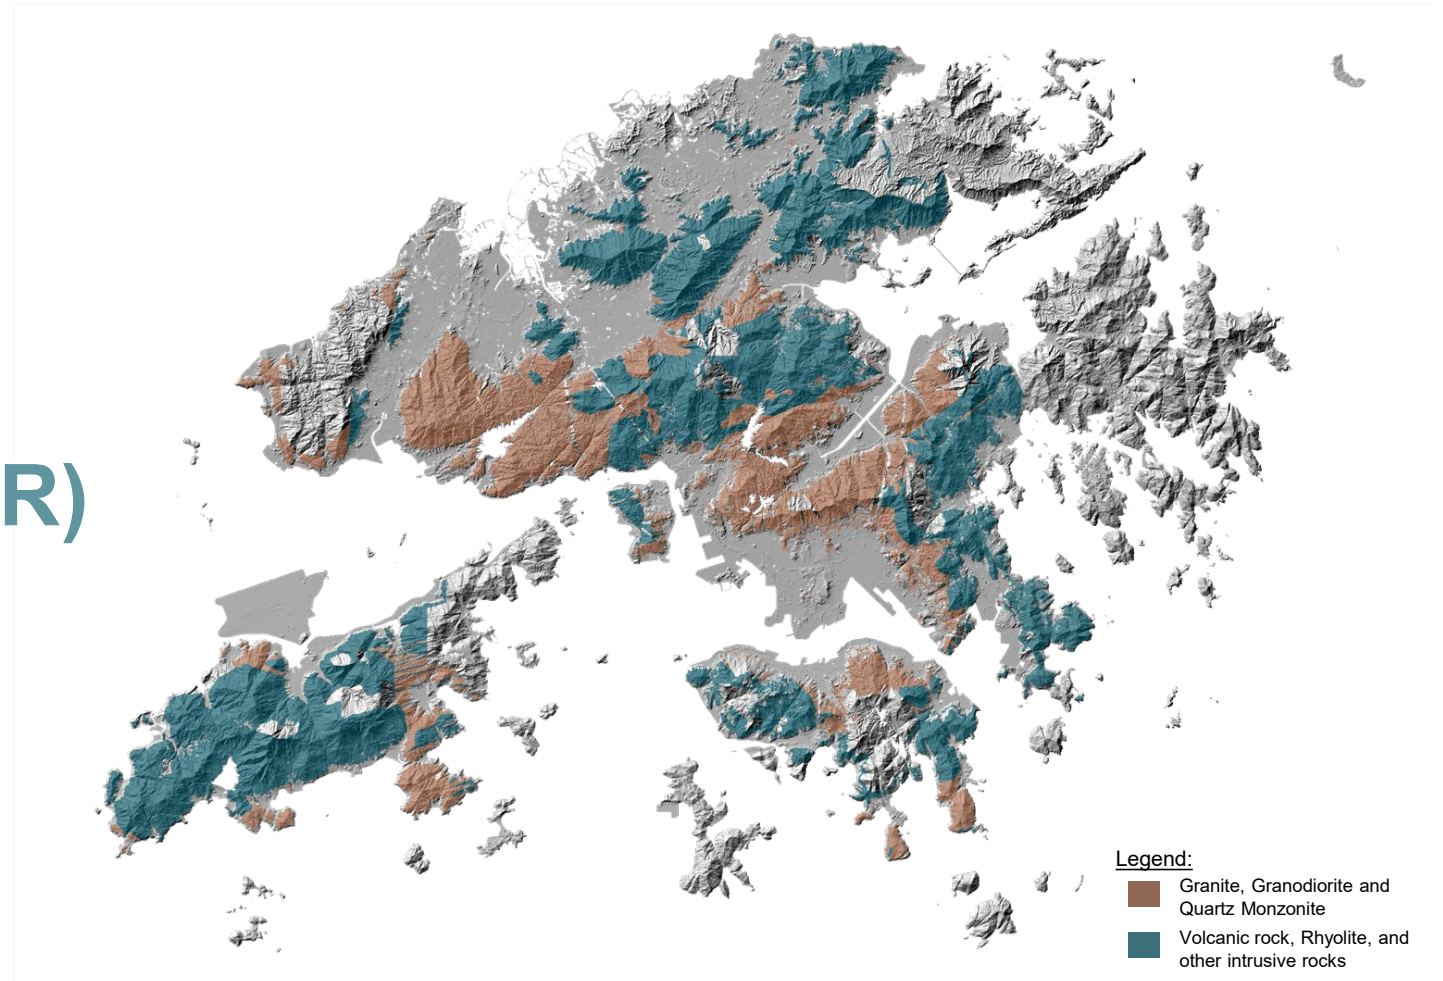 R)
Legend:
Granite, Granodiorite and
Quartz Monzonite
Volcanic rock, Rhyolite, and
other intrusive rocks